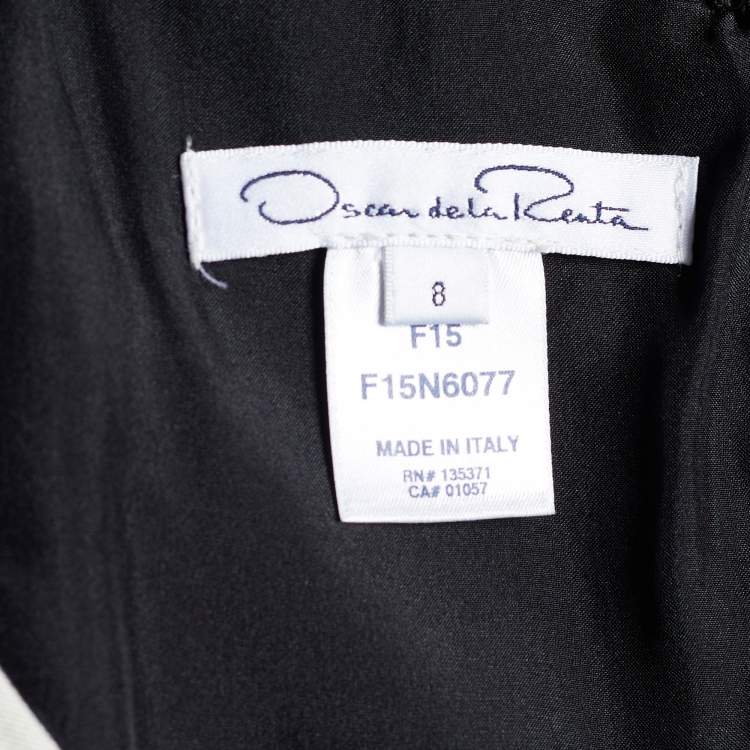 Oscar de la Renta
8
F15
F15N6077
MADE IN ITALY
RN# 135371
CA# 01057